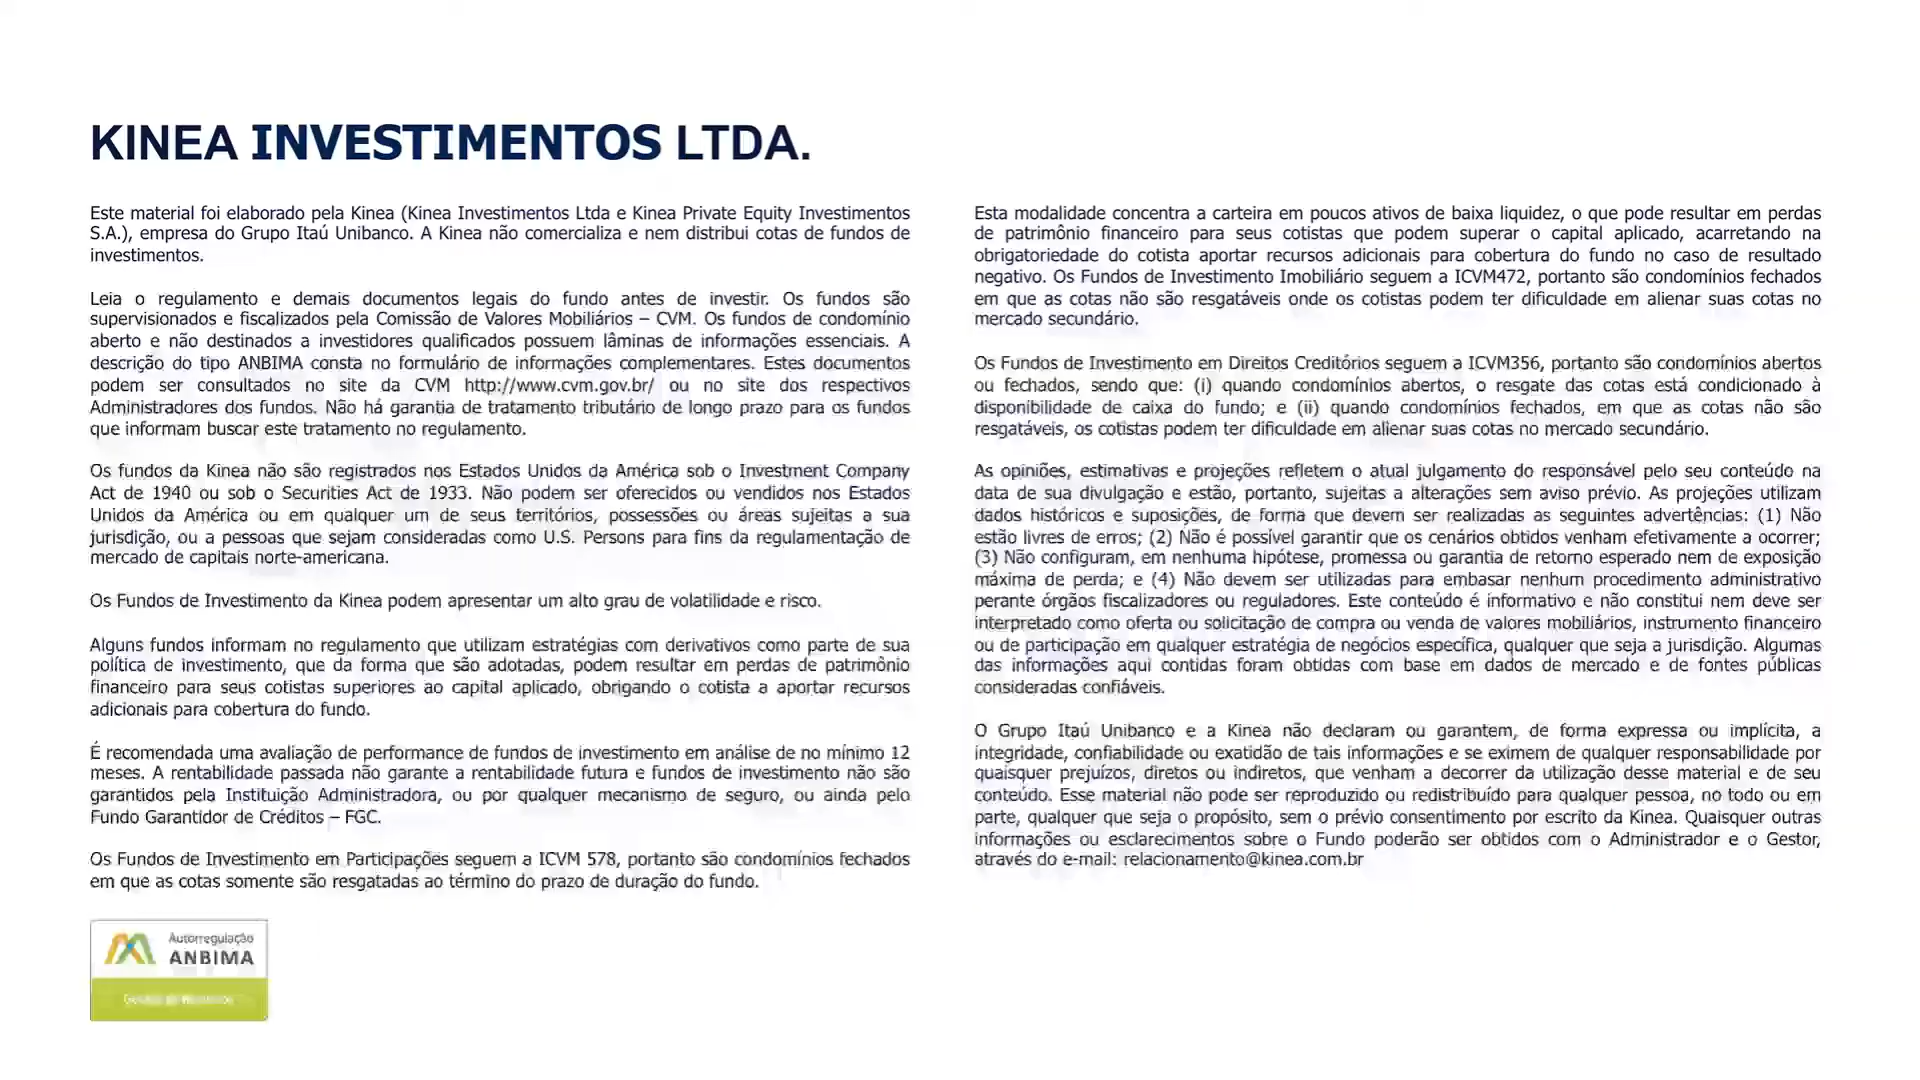 KINEA INVESTIMENTOS LTDA.
Este material foi elaborado pela Kinea (Kinea Investimentos Ltda e Kinea Private Equity Investimentos
S.A.), empresa do Grupo Itaú Unibanco. A Kinea não comercializa e nem distribui cotas de fundos de
investimentos.
Leia o regulamento e demais documentos legais do fundo antes de investir. Os fundos são
supervisionados e fiscalizados pela Comissão de Valores Mobiliários – CVM. Os fundos de condomínio
aberto e não destinados a investidores qualificados possuem lâminas de informações essenciais. A
descrição do tipo ANBIMA consta no formulário de informações complementares. Estes documentos
podem ser consultados no site da CVM http://www.cvm.gov.br/ ou no site dos respectivos
Administradores dos fundos. Não há garantia de tratamento tributário de longo prazo para os fundos
que informam buscar este tratamento no regulamento.
Os fundos da Kinea não são registrados nos Estados Unidos da América sob o Investment Company
Act de 1940 ou sob o Securities Act de 1933. Não podem ser oferecidos ou vendidos nos Estados
Unidos da América ou em qualquer um de seus territórios, possessões ou áreas sujeitas a sua
jurisdição, ou a pessoas que sejam consideradas como U.S. Persons para fins da regulamentação de
mercado de capitais norte-americana.
Os Fundos de Investimento da Kinea podem apresentar um alto grau de volatilidade e risco.
Alguns fundos informam no regulamento que utilizam estratégias com derivativos como parte de sua
política de investimento, que da forma que são adotadas, podem resultar em perdas de patrimônio
financeiro para seus cotistas superiores ao capital aplicado, obrigando o cotista a aportar recursos
adicionais para cobertura do fundo.
É recomendada uma avaliação de performance de fundos de investimento em análise de no mínimo 12
meses. A rentabilidade passada não garante a rentabilidade futura e fundos de investimento não são
garantidos pela Instituição Administradora, ou por qualquer mecanismo de seguro, ou ainda pelo
Fundo Garantidor de Créditos – FGC.
Os Fundos de Investimento em Participações seguem a ICVM 578, portanto são condomínios fechados
em que as cotas somente são resgatadas ao término do prazo de duração do fundo.
Esta modalidade concentra a carteira em poucos ativos de baixa liquidez, o que pode resultar em perdas
de patrimônio financeiro para seus cotistas que podem superar o capital aplicado, acarretando na
obrigatoriedade do cotista aportar recursos adicionais para cobertura do fundo no caso de resultado
negativo. Os Fundos de Investimento Imobiliário seguem a ICVM472, portanto são condomínios fechados
em que as cotas não são resgatáveis onde os cotistas podem ter dificuldade em alienar suas cotas no
mercado secundário.
Os Fundos de Investimento em Direitos Creditórios seguem a ICVM356, portanto são condomínios abertos
ou fechados, sendo que: (i) quando condomínios abertos, o resgate das cotas está condicionado à
disponibilidade de caixa do fundo; e (ii) quando condomínios fechados, em que as cotas não são
resgatáveis, os cotistas podem ter dificuldade em alienar suas cotas no mercado secundário.
As opiniões, estimativas e projeções refletem o atual julgamento do responsável pelo seu conteúdo na
data de sua divulgação e estão, portanto, sujeitas a alterações sem aviso prévio. As projeções utilizam
dados históricos e suposições, de forma que devem ser realizadas as seguintes advertências: (1) Não
estão livres de erros; (2) Não é possível garantir que os cenários obtidos venham efetivamente a ocorrer;
(3) Não configuram, em nenhuma hipótese, promessa ou garantia de retorno esperado nem de exposição
máxima de perda; e (4) Não devem ser utilizadas para embasar nenhum procedimento administrativo
perante órgãos fiscalizadores ou reguladores. Este conteúdo é informativo e não constitui nem deve ser
interpretado como oferta ou solicitação de compra ou venda de valores mobiliários, instrumento financeiro
ou de participação em qualquer estratégia de negócios específica, qualquer que seja a jurisdição. Algumas
das informações aqui contidas foram obtidas com base em dados de mercado e de fontes públicas
consideradas confiáveis.
O Grupo Itaú Unibanco e a Kinea não declaram ou garantem, de forma expressa ou implícita, a
integridade, confiabilidade ou exatidão de tais informações e se eximem de qualquer responsabilidade por
quaisquer prejuízos, diretos ou indiretos, que venham a decorrer da utilização desse material e de seu
conteúdo. Esse material não pode ser reproduzido ou redistribuído para qualquer pessoa, no todo ou em
parte, qualquer que seja o propósito, sem o prévio consentimento por escrito da Kinea. Quaisquer outras
informações ou esclarecimentos sobre o Fundo poderão ser obtidos com o Administrador e o Gestor,
através do e-mail: relacionamento@kinea.com.br
Autorregulação
ANBIMA